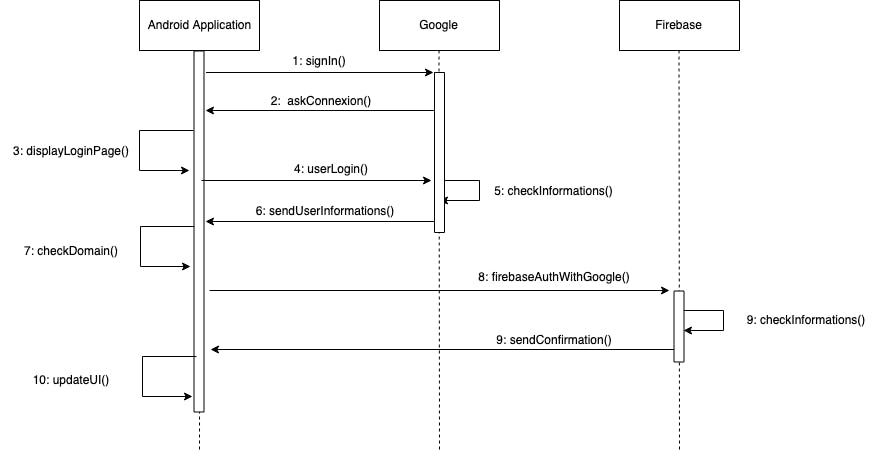 Android Application
Google
Firebase
1: signIn()
2:  askConnexion()
3: displayLoginPage()
4: userLogin()
5: checkInformations()
6: sendUserInformations()
7: checkDomain()
8: firebaseAuthWithGoogle()
9: checkInformations()
9: sendConfirmation()
10: updateUI()